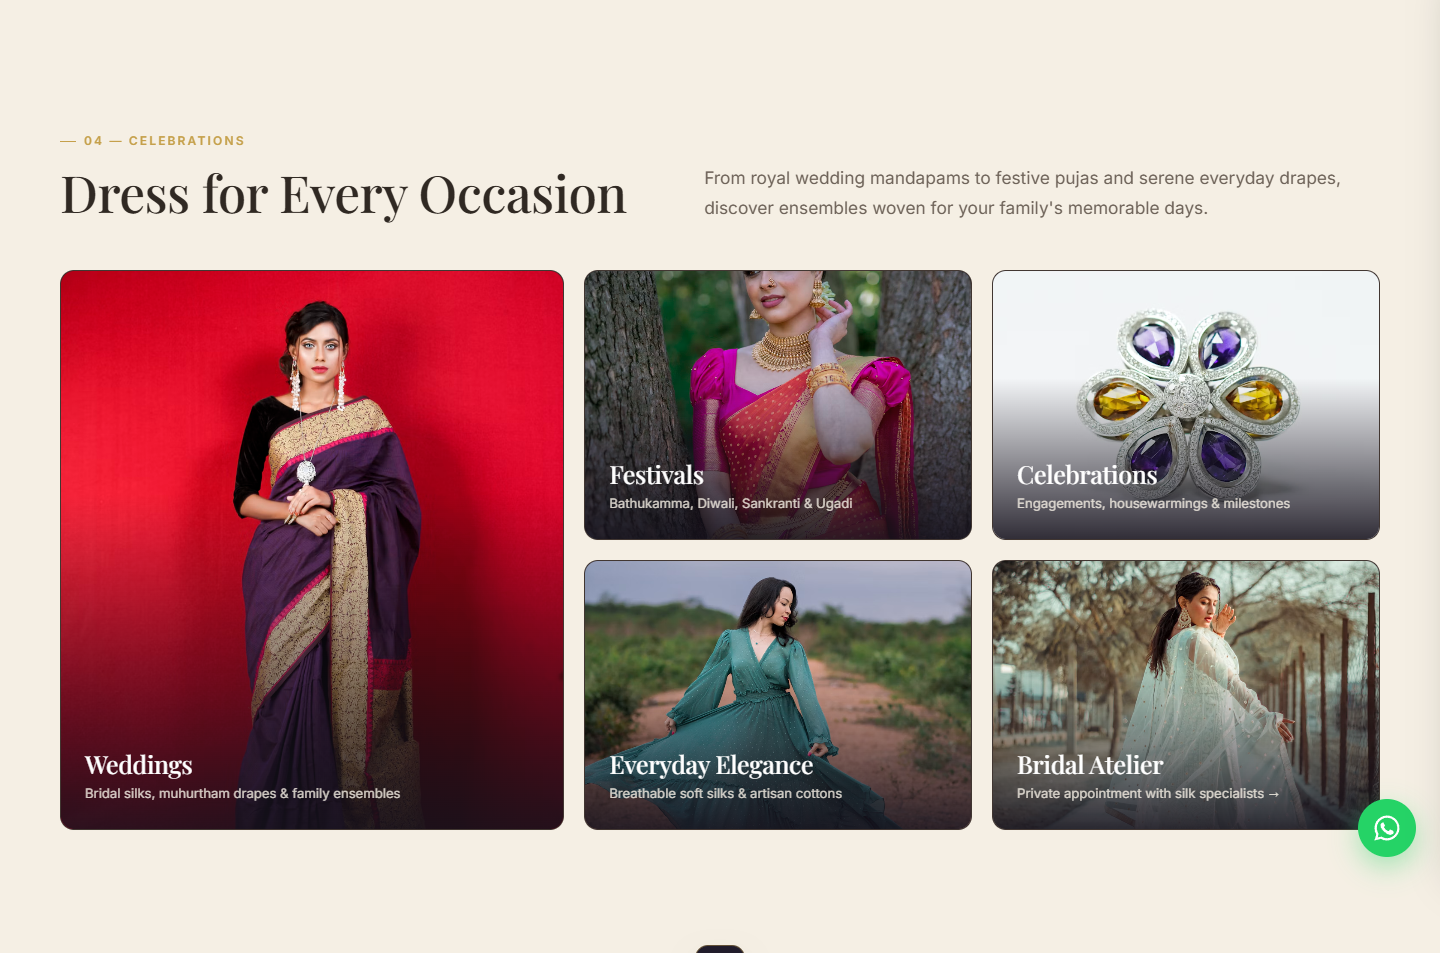 — 04 — CELEBRATIONS
Dress for Every Occasion
From royal wedding mandapams to festive pujas and serene everyday drapes,
discover ensembles woven for your family's memorable days.
Weddings
Bridal silks, muhurtham drapes & family ensembles
Festivals
Bathukamma, Diwali, Sankranti & Ugadi
Celebrations
Engagements, housewarmings & milestones
Everyday Elegance
Breathable soft silks & artisan cottons
Bridal Atelier
Private appointment with silk specialists →